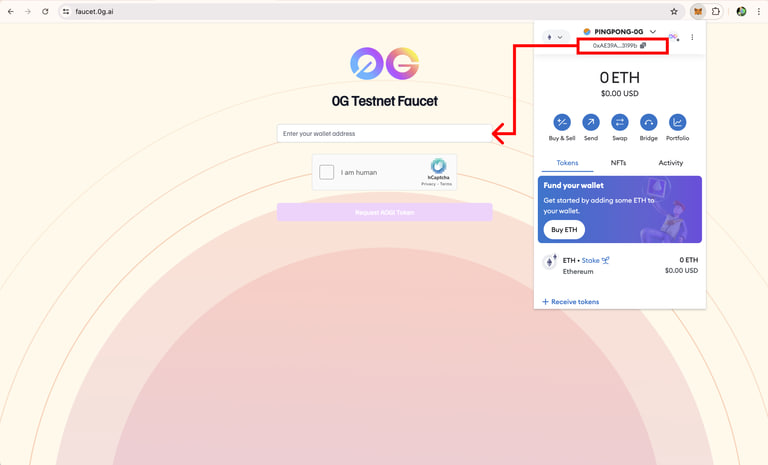 faucet.0g.ai
0G
0G Testnet Faucet
Enter your wallet address
I am human
hCaptcha
Privacy - Terms
Request A0GI Token
PINGPONG-0G
0xAE39A...3199b
0 ETH
$0.00 USD
Buy & Sell
Send
Swap
Bridge
Portfolio
Tokens
NFTs
Activity
Fund your wallet
Get started by adding some ETH to
your wallet.
Buy ETH
ETH • Stake
0 ETH
Ethereum
$0.00 USD
+ Receive tokens